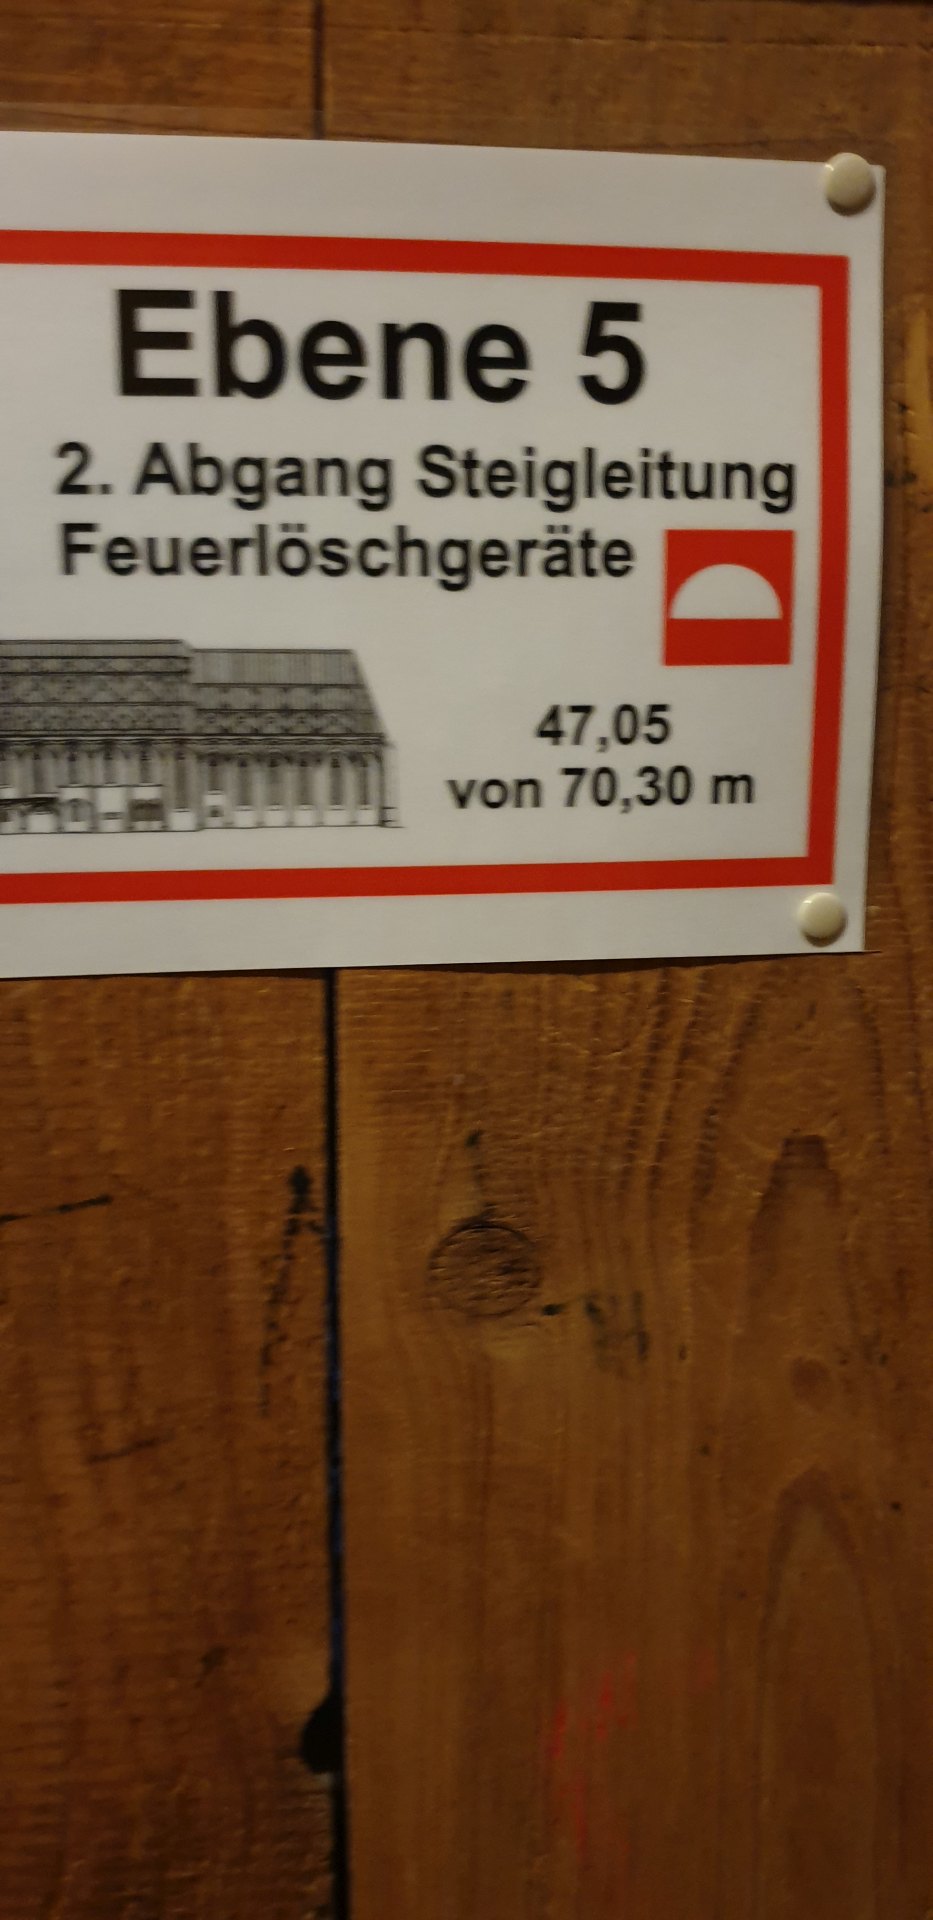 Ebene 5
2. Abgang Steigleitung
Feuerlöschgeräte
47,05
von 70,30 m